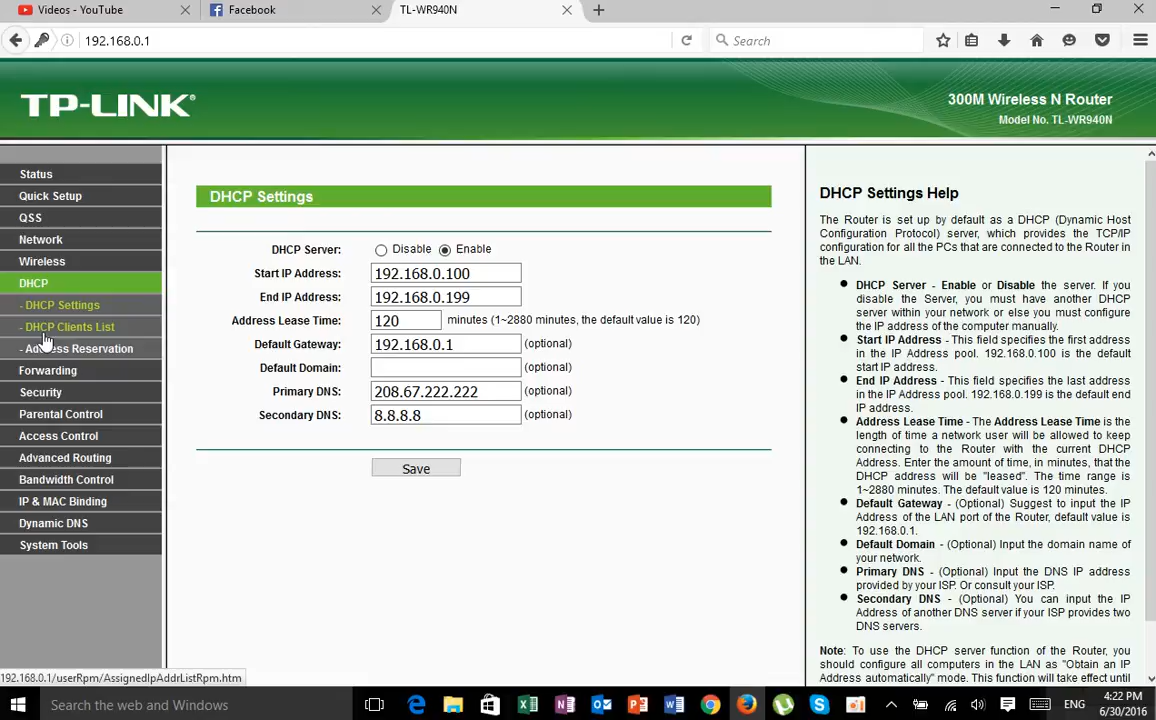 Videos - YouTube
Facebook
TL-WR940N
192.168.0.1
Search
TP-LINK®
300M Wireless N Router
Model No. TL-WR940N
Status
Quick Setup
QSS
Network
Wireless
DHCP
- DHCP Settings
- DHCP Clients List
- Address Reservation
Forwarding
Security
Parental Control
Access Control
Advanced Routing
Bandwidth Control
IP & MAC Binding
Dynamic DNS
System Tools
DHCP Settings
DHCP Server: Disable Enable
Start IP Address: 192.168.0.100
End IP Address: 192.168.0.199
Address Lease Time: 120 minutes (1~2880 minutes, the default value is 120)
Default Gateway: 192.168.0.1 (optional)
Default Domain: (optional)
Primary DNS: 208.67.222.222 (optional)
Secondary DNS: 8.8.8.8 (optional)
Save
DHCP Settings Help
The Router is set up by default as a DHCP (Dynamic Host
Configuration Protocol) server, which provides the TCP/IP
configuration for all the PCs that are connected to the Router in
the LAN.
DHCP Server - Enable or Disable the server. If you
disable the Server, you must have another DHCP
server within your network or else you must configure
the IP address of the computer manually.
Start IP Address - This field specifies the first address
in the IP Address pool. 192.168.0.100 is the default
start IP address.
End IP Address - This field specifies the last address
in the IP Address pool. 192.168.0.199 is the default end
IP address.
Address Lease Time - The Address Lease Time is the
length of time a network user will be allowed to keep
connecting to the Router with the current DHCP
Address. Enter the amount of time, in minutes, that the
DHCP address will be "leased". The time range is
1~2880 minutes. The default value is 120 minutes.
Default Gateway - (Optional) Suggest to input the IP
Address of the LAN port of the Router, default value is
192.168.0.1.
Default Domain - (Optional) Input the domain name of
your network.
Primary DNS - (Optional) Input the DNS IP address
provided by your ISP. Or consult your ISP.
Secondary DNS - (Optional) You can input the IP
Address of another DNS server if your ISP provides two
DNS servers.
Note: To use the DHCP server function of the Router, you
should configure all computers in the LAN as "Obtain an IP
Address automatically" mode. This function will take effect until
192.168.0.1/userRpm/AssignedIpAddrListRpm.htm
Search the web and Windows
ENG
4:22 PM
6/30/2016